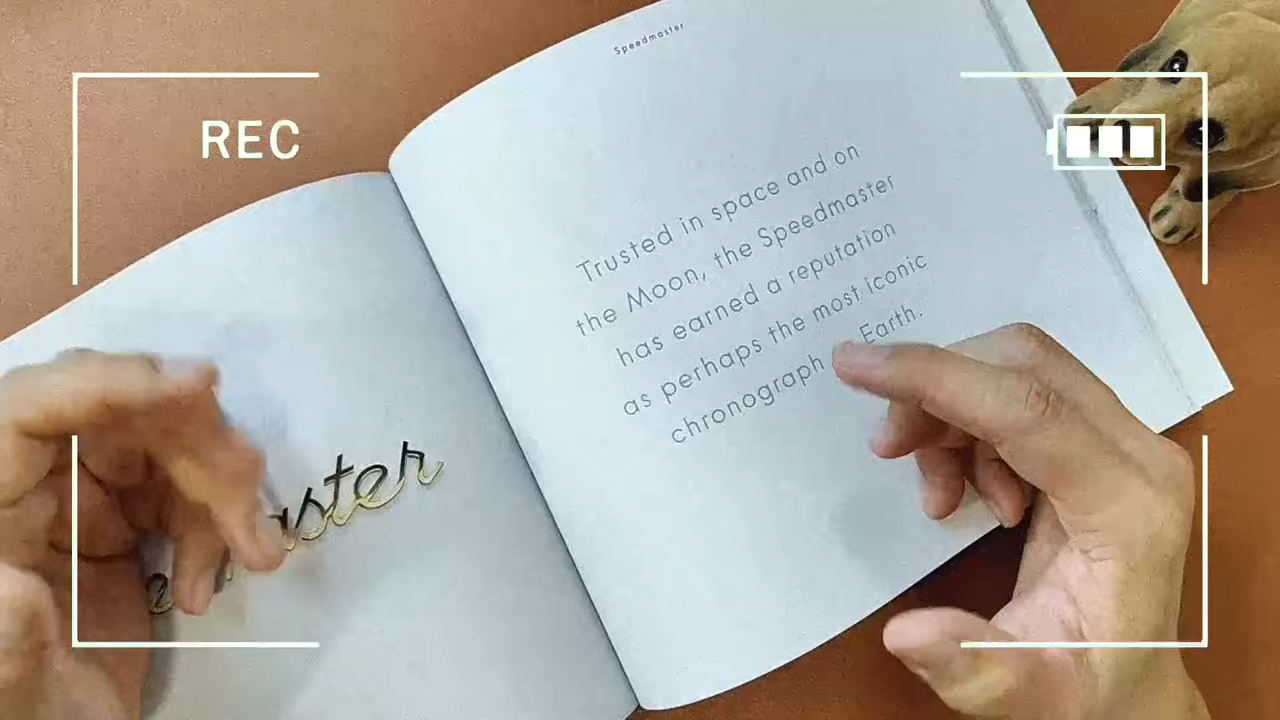 Speedmaster
REC
Trusted in space and on
the Moon, the Speedmaster
has earned a reputation
as perhaps the most iconic
chronograph Earth.